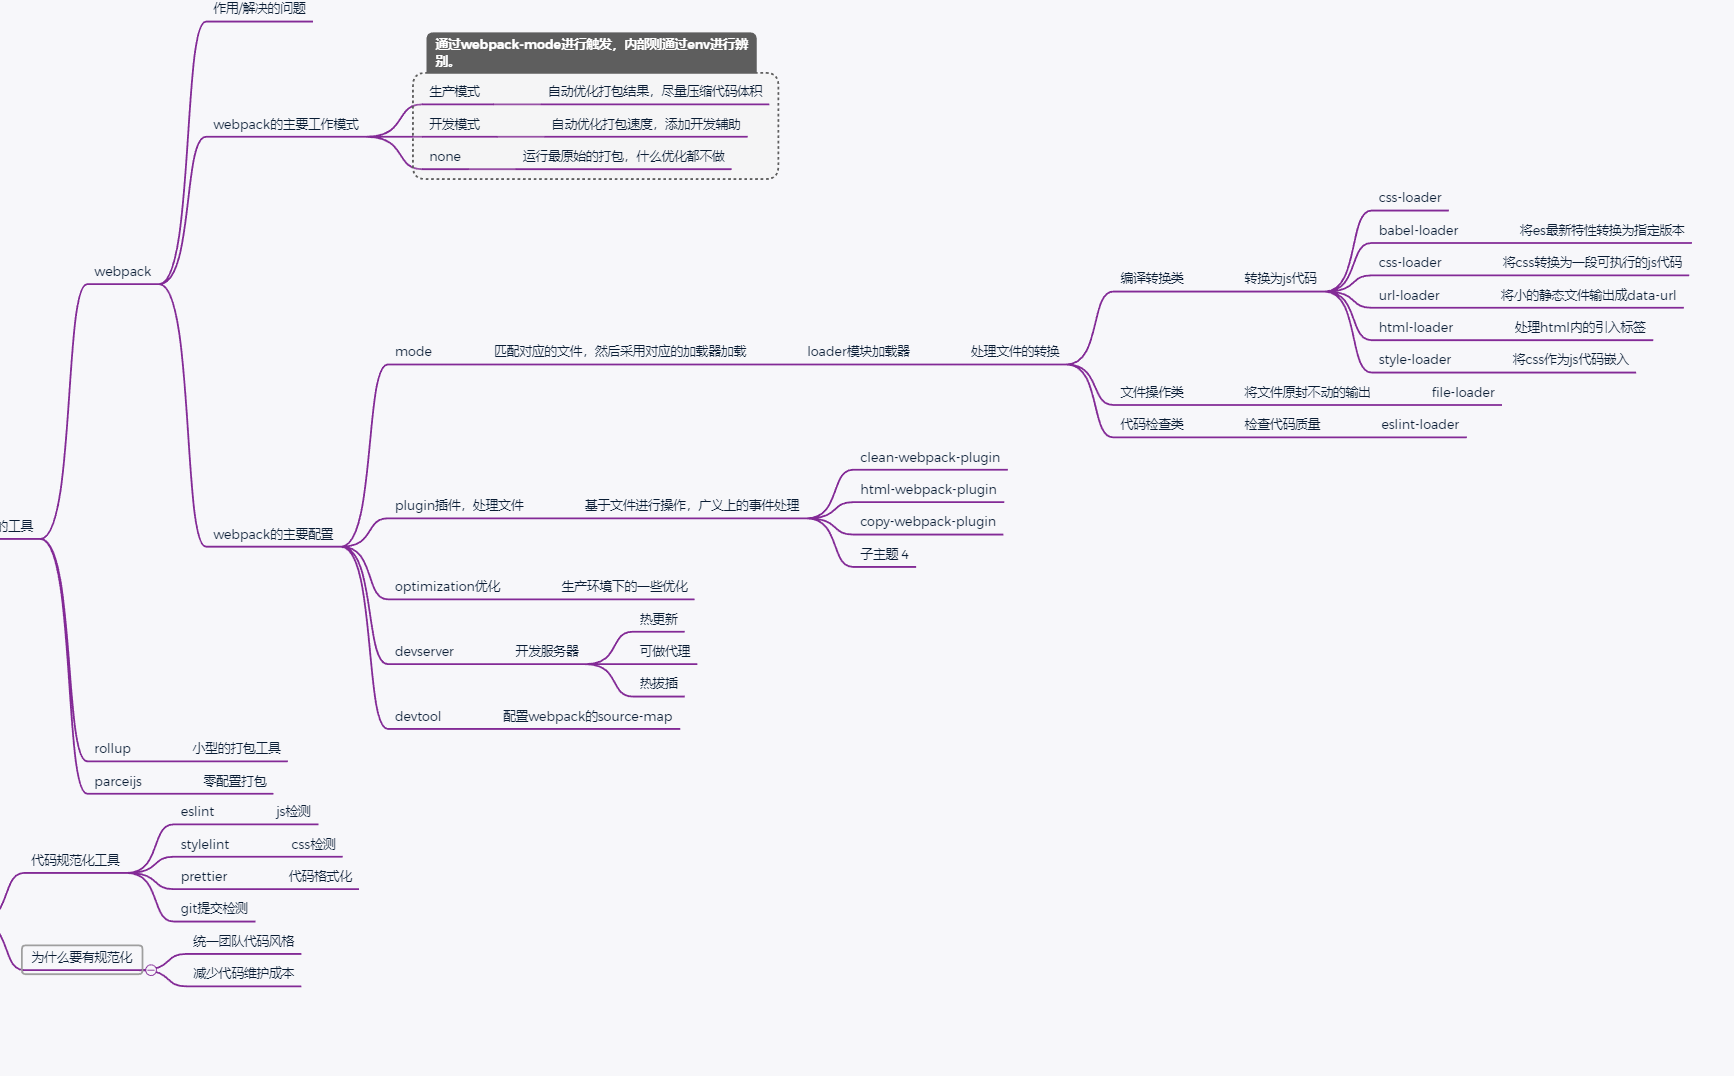 作用/解决的问题
通过webpack-mode进行触发，内部则通过env进行辨
别。
生产模式 自动优化打包结果，尽量压缩代码体积
webpack的主要工作模式 开发模式 自动优化打包速度，添加开发辅助
none 运行最原始的打包，什么优化都不做
css-loader
babel-loader 将es最新特性转换为指定版本
css-loader 将css转换为一段可执行的js代码
webpack
编译转换类 转换为js代码
url-loader 将小的静态文件输出成data-url
html-loader 处理html内的引入标签
mode 匹配对应的文件，然后采用对应的加载器加载 loader模块加载器 处理文件的转换
style-loader 将css作为js代码嵌入
文件操作类 将文件原封不动的输出 file-loader
代码检查类 检查代码质量 eslint-loader
clean-webpack-plugin
html-webpack-plugin
plugin插件，处理文件 基于文件进行操作，广义上的事件处理
copy-webpack-plugin
的工具
webpack的主要配置
子主题 4
optimization优化 生产环境下的一些优化
热更新
devserver 开发服务器 可做代理
热拔插
devtool 配置webpack的source-map
rollup 小型的打包工具
parceijs 零配置打包
eslint js检测
stylelint css检测
代码规范化工具
prettier 代码格式化
git提交检测
统一团队代码风格
为什么要有规范化
减少代码维护成本